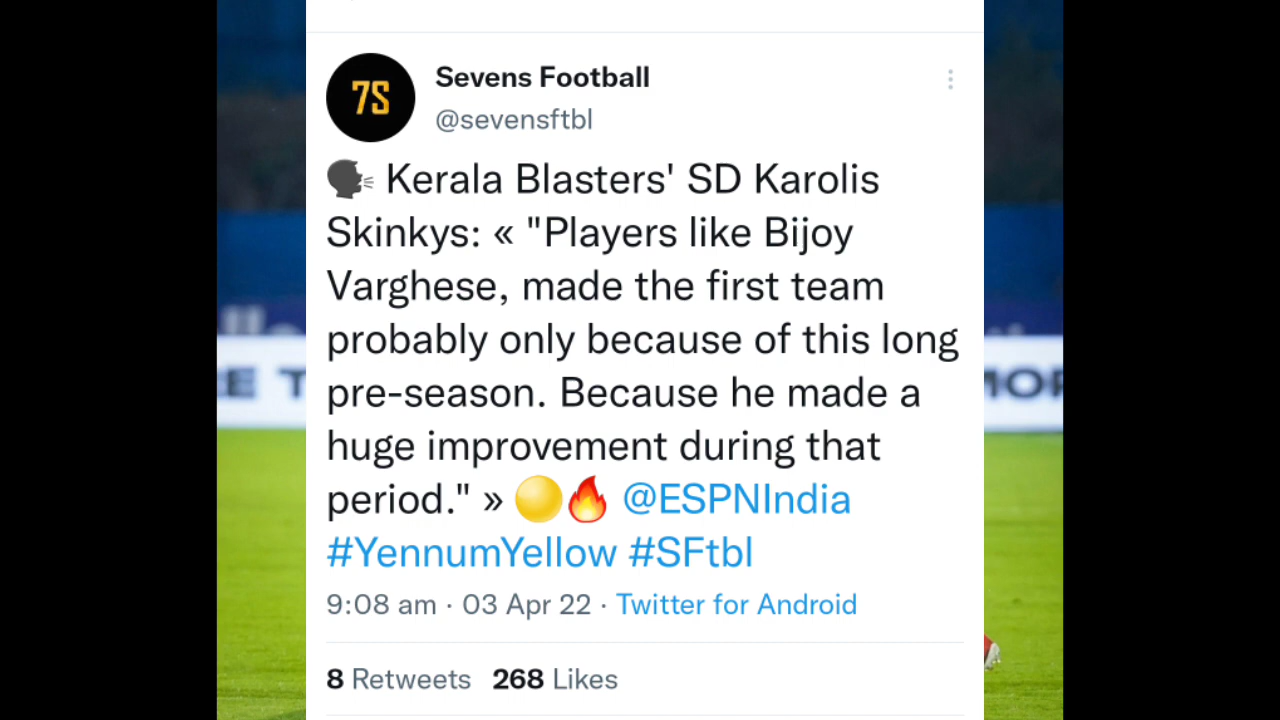 7S
Sevens Football
@sevensftbl
🗣 Kerala Blasters' SD Karolis
Skinkys: « "Players like Bijoy
Varghese, made the first team
probably only because of this long
pre-season. Because he made a
huge improvement during that
period." » 🟡🔥 @ESPNIndia
#YennumYellow #SFtbl
9:08 am · 03 Apr 22 · Twitter for Android
8 Retweets 268 Likes